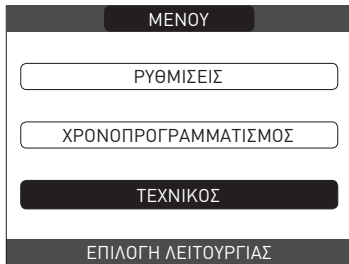 ΜΕΝΟΥ
ΡΥΘΜΙΣΕΙΣ
ΧΡΟΝΟΠΡΟΓΡΑΜΜΑΤΙΣΜΟΣ
ΤΕΧΝΙΚΟΣ
ΕΠΙΛΟΓΗ ΛΕΙΤΟΥΡΓΙΑΣ